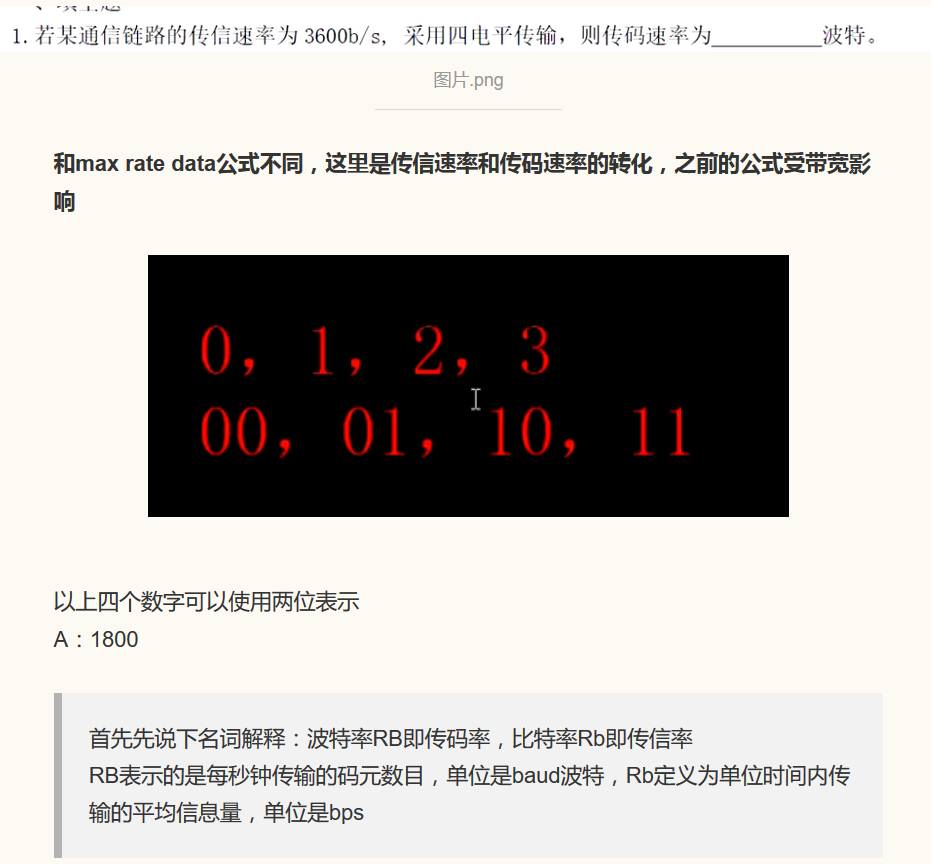 1.若某通信链路的传信速率为 3600b/s, 采用四电平传输，则传码速率为__________波特。
图片.png
和max rate data公式不同，这里是传信速率和传码速率的转化，之前的公式受带宽影
响
0, 1, 2, 3
00, 01, 10, 11
以上四个数字可以使用两位表示
A：1800
首先先说下名词解释：波特率RB即传码率，比特率Rb即传信率
RB表示的是每秒钟传输的码元数目，单位是baud波特，Rb定义为单位时间内传
输的平均信息量，单位是bps